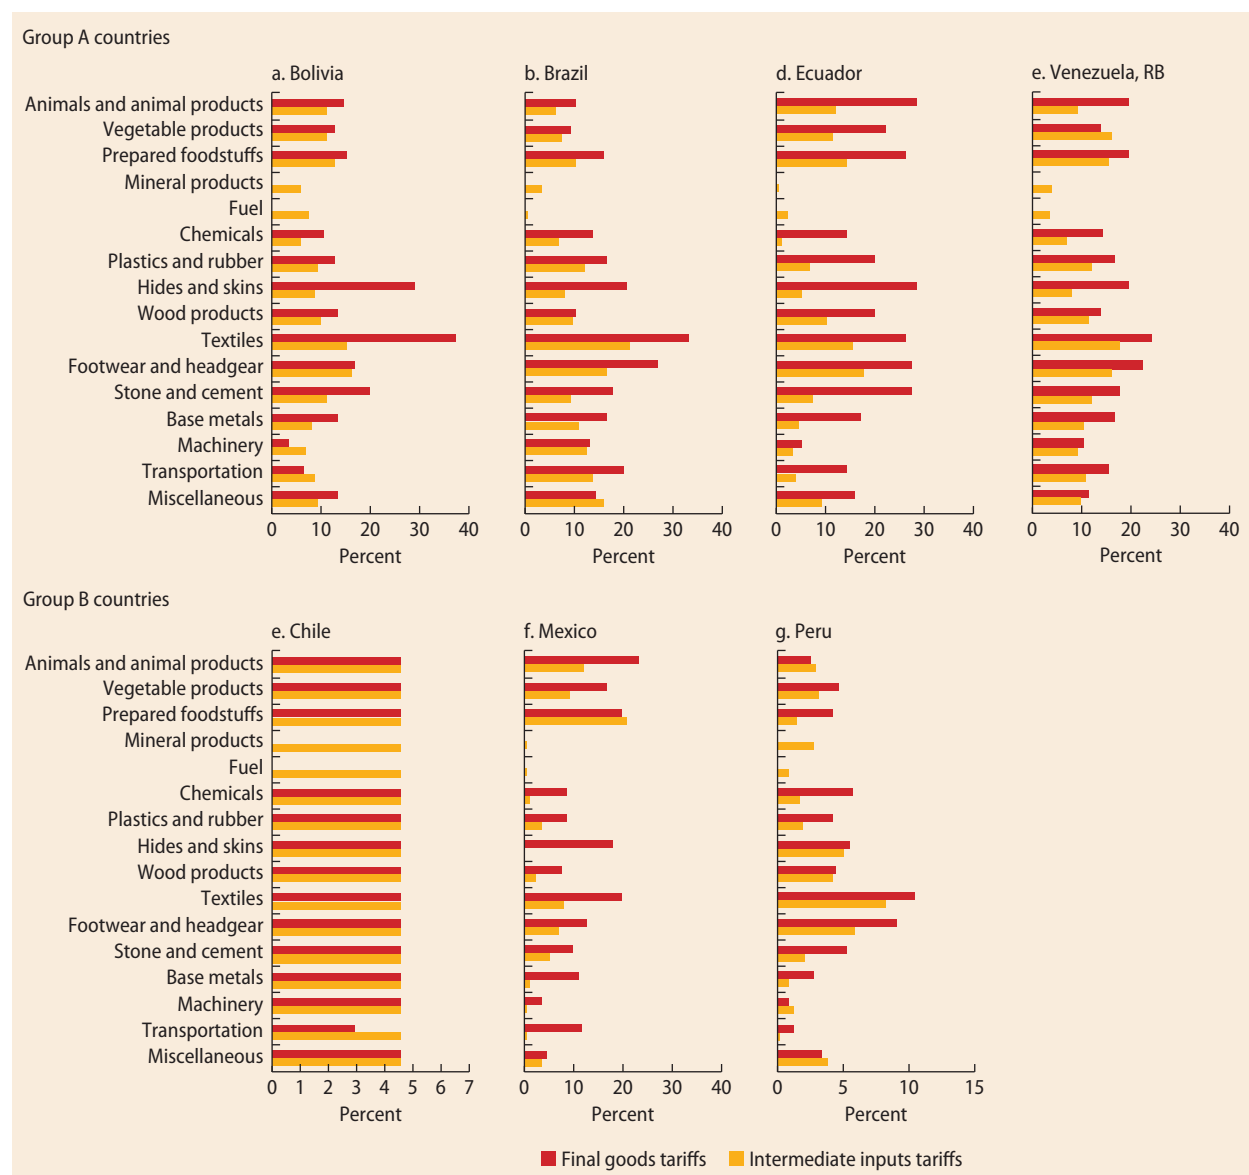 Group A countries
a. Bolivia
b. Brazil
d. Ecuador
e. Venezuela, RB
Animals and animal products
Vegetable products
Prepared foodstuffs
Mineral products
Fuel
Chemicals
Plastics and rubber
Hides and skins
Wood products
Textiles
Footwear and headgear
Stone and cement
Base metals
Machinery
Transportation
Miscellaneous
0 10 20 30 40
Percent
0 10 20 30 40
Percent
0 10 20 30 40
Percent
0 10 20 30 40
Percent
Group B countries
e. Chile
f. Mexico
g. Peru
Animals and animal products
Vegetable products
Prepared foodstuffs
Mineral products
Fuel
Chemicals
Plastics and rubber
Hides and skins
Wood products
Textiles
Footwear and headgear
Stone and cement
Base metals
Machinery
Transportation
Miscellaneous
0 1 2 3 4 5 6 7
Percent
0 10 20 30 40
Percent
0 5 10 15
Percent
Final goods tariffs
Intermediate inputs tariffs